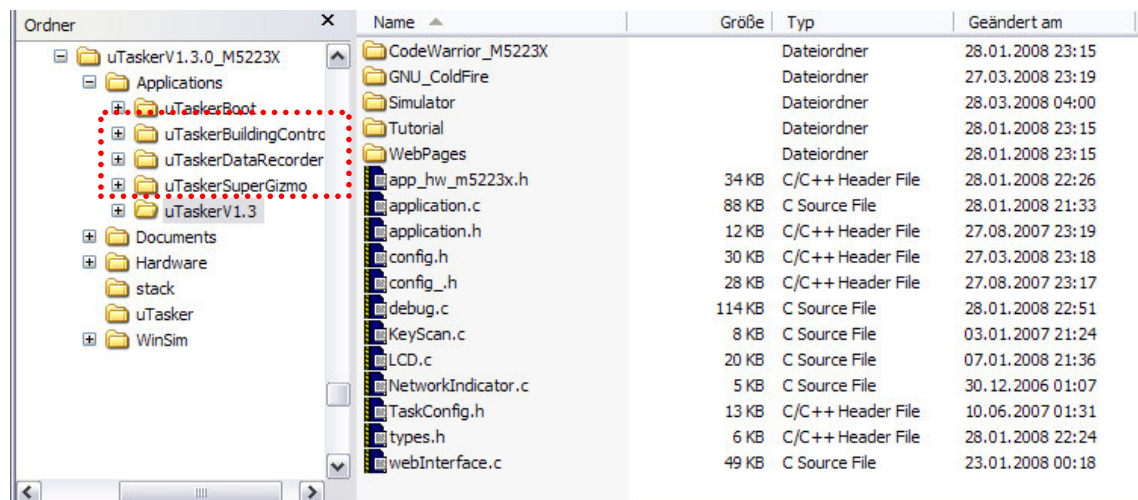 Ordner × Name Größe Typ Geändert am
uTaskerV1.3.0_M5223X
Applications
uTaskerBoot
uTaskerBuildingContro
uTaskerDataRecorder
uTaskerSuperGizmo
uTaskerV1.3
Documents
Hardware
stack
uTasker
WinSim
CodeWarrior_M5223X Dateiordner 28.01.2008 23:15
GNU_ColdFire Dateiordner 27.03.2008 23:19
Simulator Dateiordner 28.03.2008 04:00
Tutorial Dateiordner 28.01.2008 23:15
WebPages Dateiordner 28.01.2008 23:15
app_hw_m5223x.h 34 KB C/C++ Header File 28.01.2008 22:26
application.c 88 KB C Source File 28.01.2008 21:33
application.h 12 KB C/C++ Header File 27.08.2007 23:19
config.h 30 KB C/C++ Header File 27.03.2008 23:18
config_.h 28 KB C/C++ Header File 27.08.2007 23:17
debug.c 114 KB C Source File 28.01.2008 22:51
KeyScan.c 8 KB C Source File 03.01.2007 21:24
LCD.c 20 KB C Source File 07.01.2008 21:36
NetworkIndicator.c 5 KB C Source File 30.12.2006 01:07
TaskConfig.h 13 KB C/C++ Header File 10.06.2007 01:31
types.h 6 KB C/C++ Header File 28.01.2008 22:24
webInterface.c 49 KB C Source File 23.01.2008 00:18